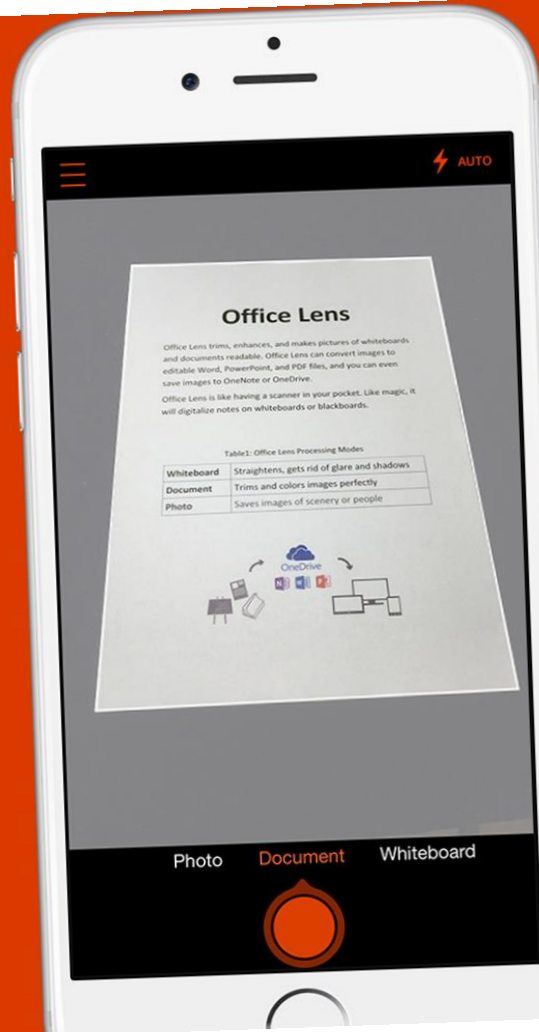 AUTO
Office Lens
Office Lens trims, enhances, and makes pictures of whiteboards
and documents readable. Office Lens can convert images to
editable Word, PowerPoint, and PDF files, and you can even
save images to OneNote or OneDrive.
Office Lens is like having a scanner in your pocket. Like magic, it
will digitalize notes on whiteboards or blackboards.
Table1: Office Lens Processing Modes
Whiteboard Straightens, gets rid of glare and shadows
Document Trims and colors images perfectly
Photo Saves images of scenery or people
OneDrive
N W P
Photo Document Whiteboard